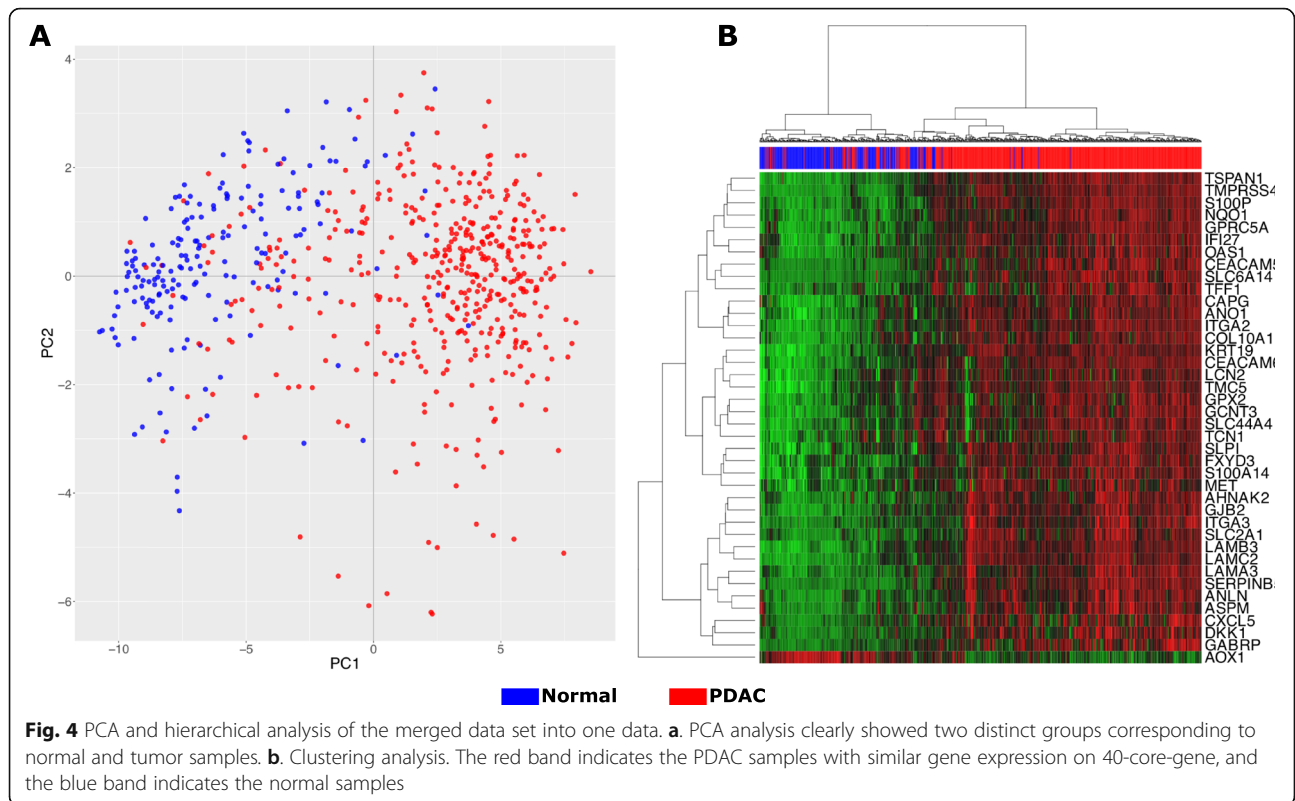 A
B
4
2
0
−2
−4
−6
PC2
−10
−5
0
5
PC1
TSPAN1
TMPRSS4
S100P
NQO1
GPRC5A
IFI27
OAS1
CEACAM5
SLC6A14
TFF1
CAPG
ANO1
ITGA2
COL10A1
KRT19
CEACAM6
LCN2
TMC5
GPX2
GCNT3
SLC44A4
TCN1
SLPI
FXYD3
S100A14
MET
AHNAK2
GJB2
ITGA3
SLC2A1
LAMB3
LAMC2
LAMA3
SERPINB
ANLN
ASPM
CXCL5
DKK1
GABRP
AOX1
Normal PDAC
Fig. 4 PCA and hierarchical analysis of the merged data set into one data. a. PCA analysis clearly showed two distinct groups corresponding to
normal and tumor samples. b. Clustering analysis. The red band indicates the PDAC samples with similar gene expression on 40-core-gene, and
the blue band indicates the normal samples